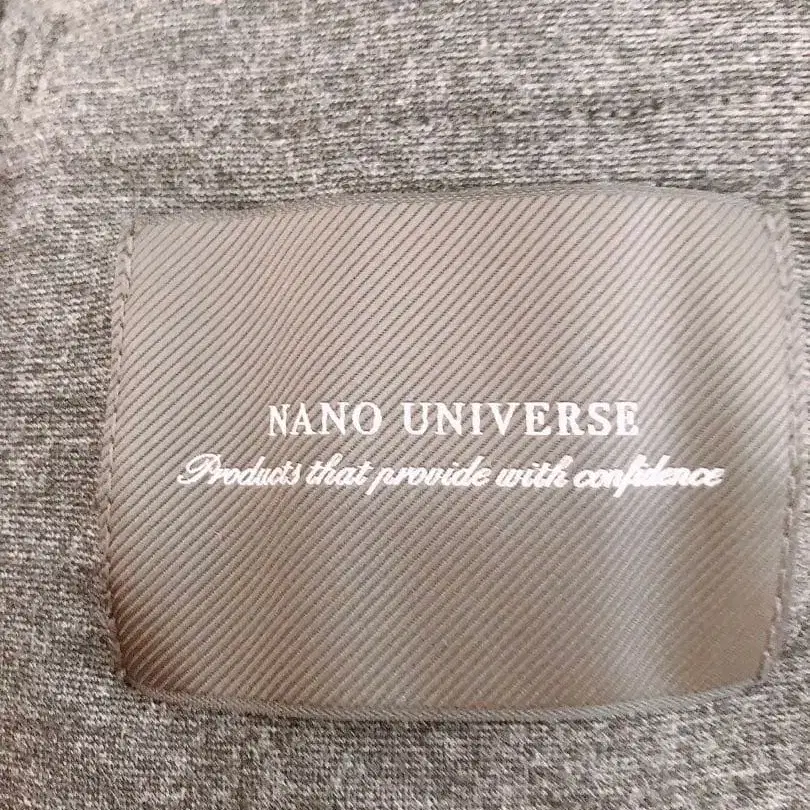 NANO UNIVERSE
Products that provide with confidence